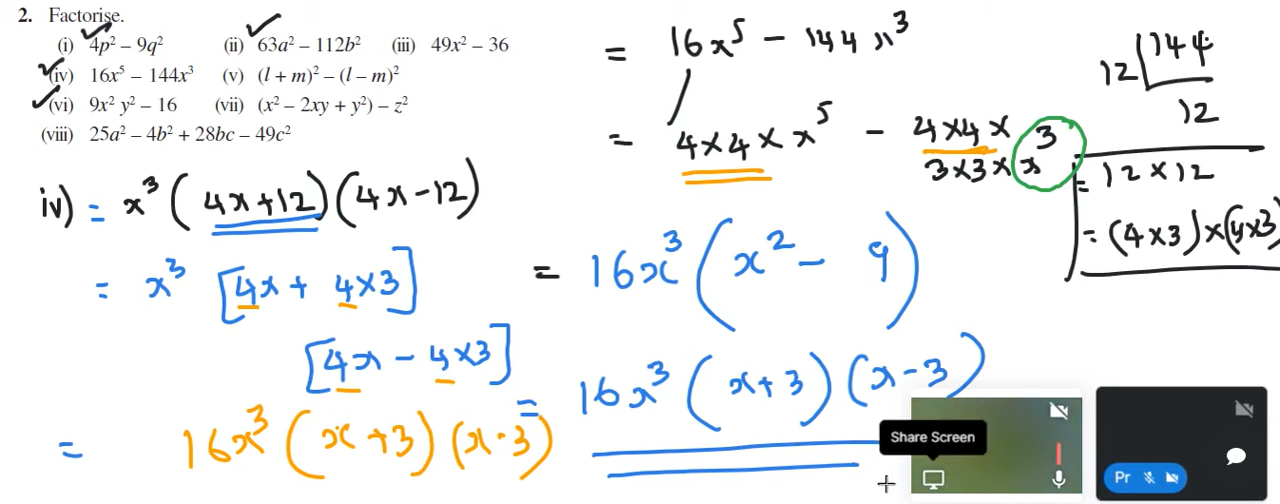 2. Factorise.
(i) 4p² – 9q² (ii) 63a² – 112b² (iii) 49x² – 36
(iv) 16x⁵ – 144x³ (v) (l + m)² – (l – m)²
(vi) 9x² y² – 16 (vii) (x² – 2xy + y²) – z²
(viii) 25a² – 4b² + 28bc – 49c²
iv) = x³ (4x+12)(4x-12)
= x³ [4x + 4×3]
[4x - 4×3]
= 16x³ (x+3)(x-3)
= 16x⁵ - 144x³
= 4×4×x⁵ - 4×4×
3×3×x³
= 16x³ (x² - 9)
= 16x³ (x+3)(x-3)
12 144
12
= 12×12
= (4×3)×(4×3)
Share Screen
Pr